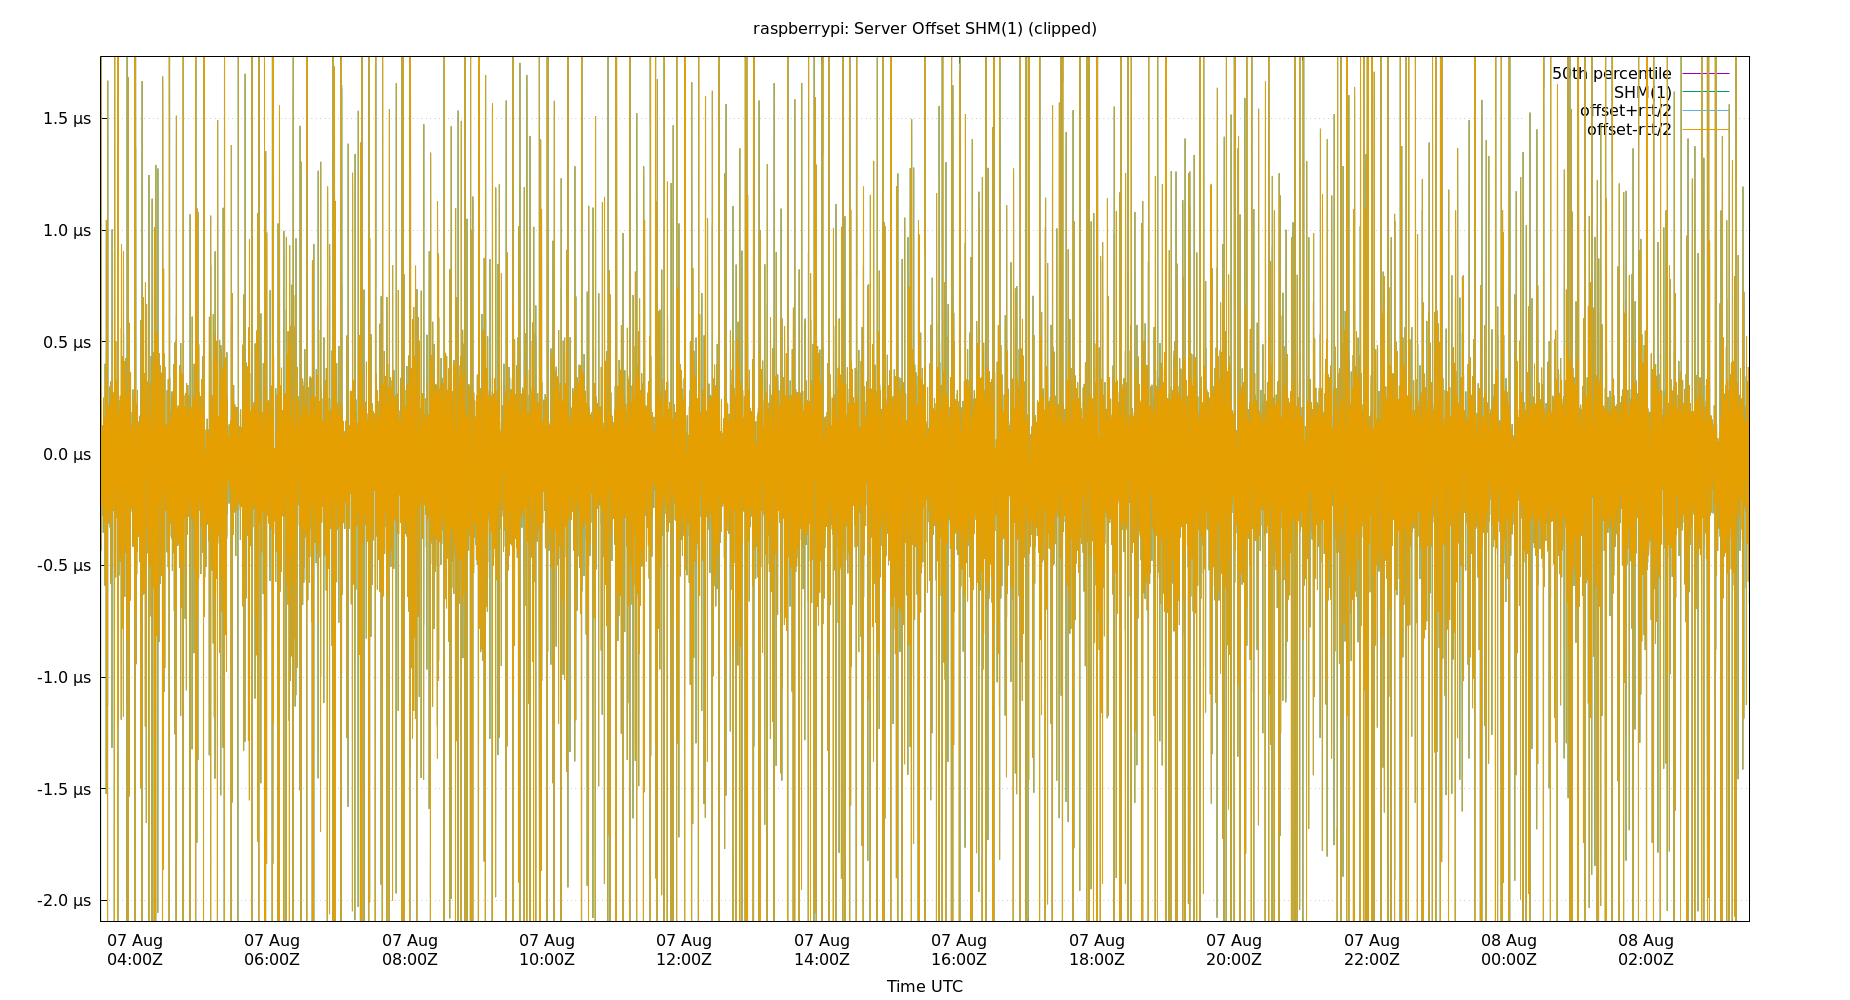 raspberrypi: Server Offset SHM(1) (clipped)
50th percentile
SHM(1)
offset+rtt/2
offset-rtt/2
1.5 µs
1.0 µs
0.5 µs
0.0 µs
-0.5 µs
-1.0 µs
-1.5 µs
-2.0 µs
07 Aug 07 Aug 07 Aug 07 Aug 07 Aug 07 Aug 07 Aug 07 Aug 07 Aug 07 Aug 08 Aug 08 Aug
04:00Z 06:00Z 08:00Z 10:00Z 12:00Z 14:00Z 16:00Z 18:00Z 20:00Z 22:00Z 00:00Z 02:00Z
Time UTC